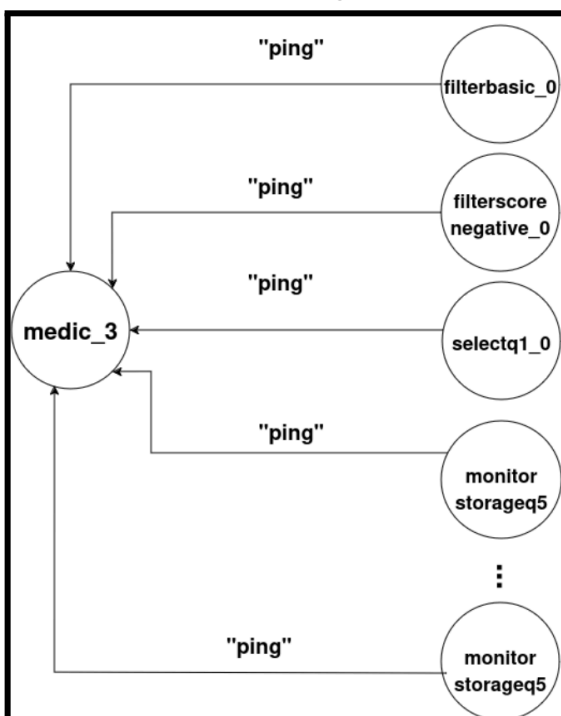 "ping"
filterbasic_0
"ping"
filterscore
negative_0
"ping"
medic_3
selectq1_0
"ping"
monitor
storageq5
...
"ping"
monitor
storageq5